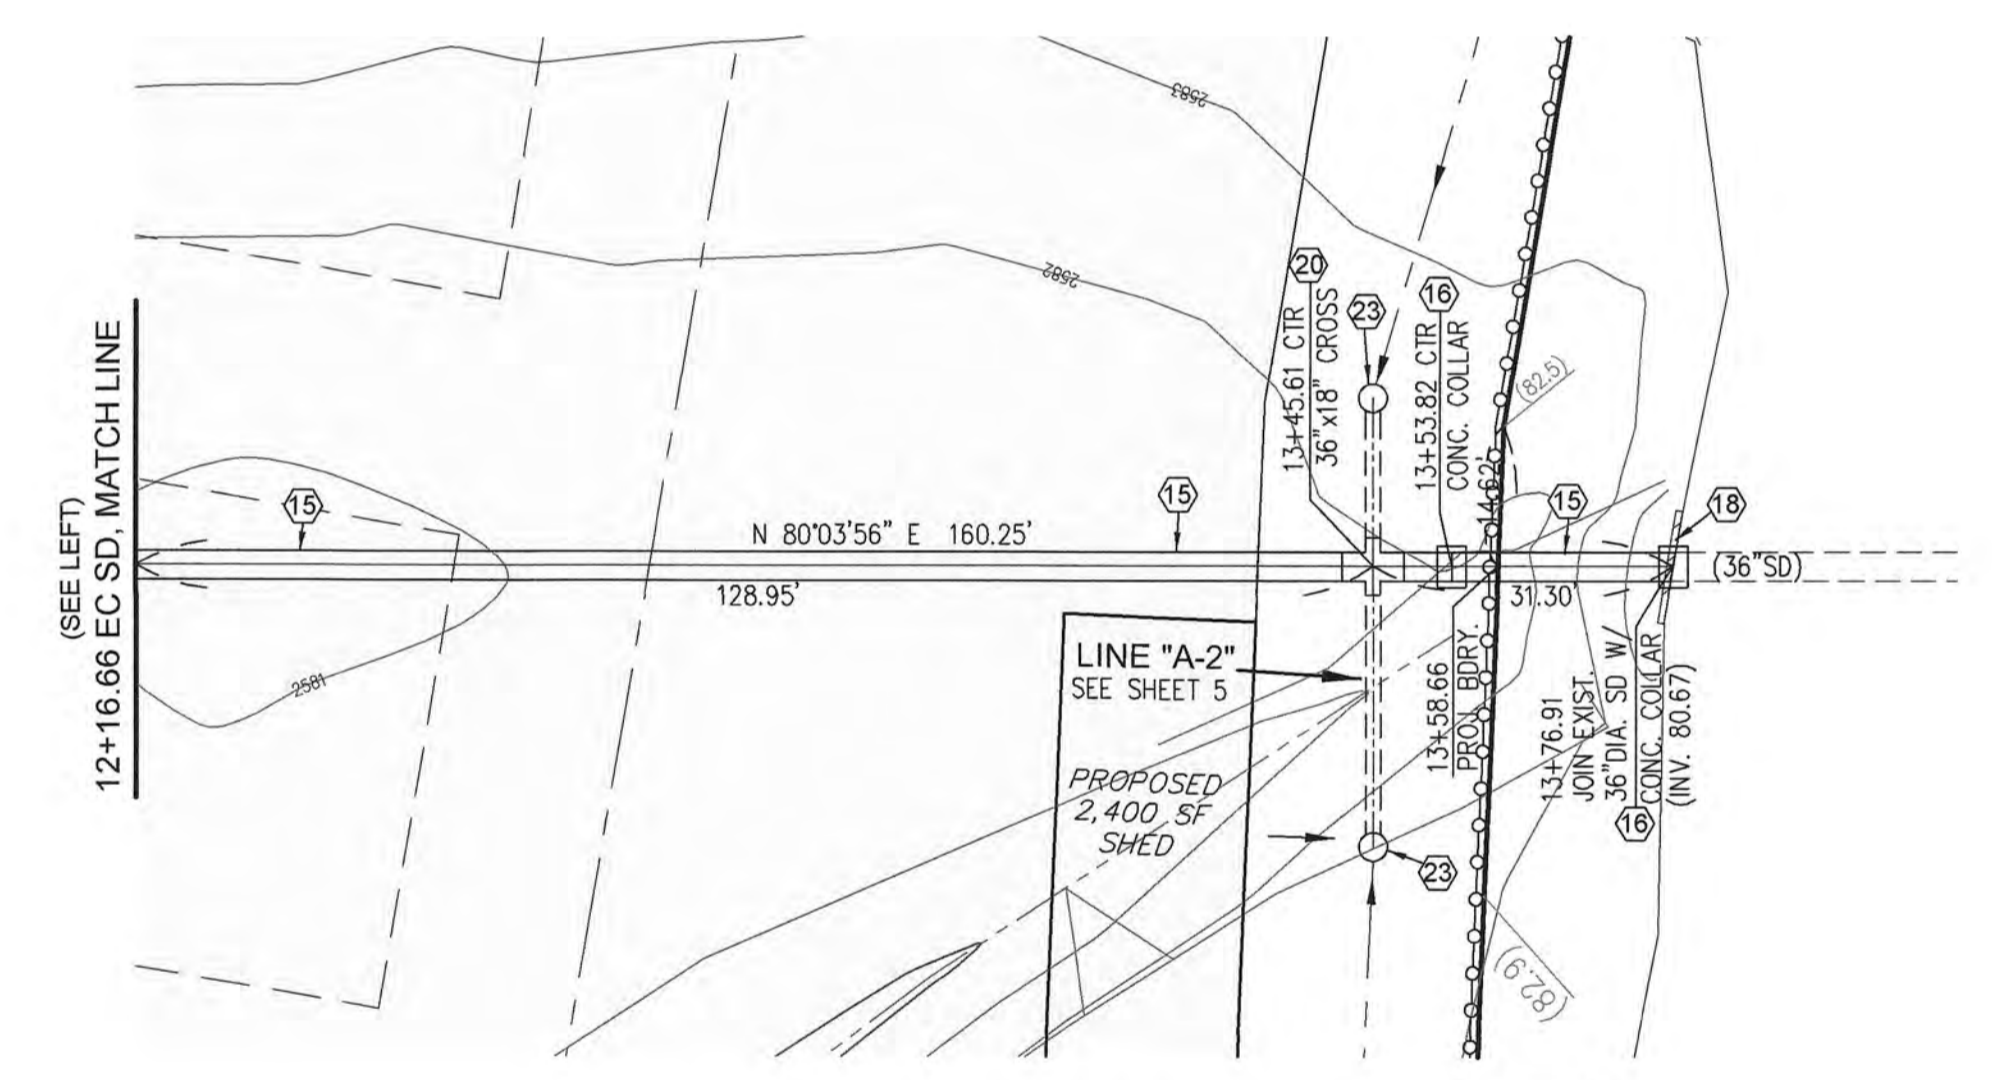 2583
2582
20
13+45.61 CTR
36"x18" CROSS
23
16
13+53.82 CTR
CONC. COLLAR
(82.5)
14.62'
(SEE LEFT)
12+16.66 EC SD, MATCH LINE
15
N 80°03'56" E 160.25'
15
15
18
128.95'
31.30'
(36"SD)
2581
LINE "A-2"
SEE SHEET 5
13+58.66
PROJ BDRY.
13+76.91
JOIN EXIST.
36"DIA. SD W/
CONC. COLLAR
(INV. 80.67)
16
PROPOSED
2,400 SF
SHED
23
(82.9)